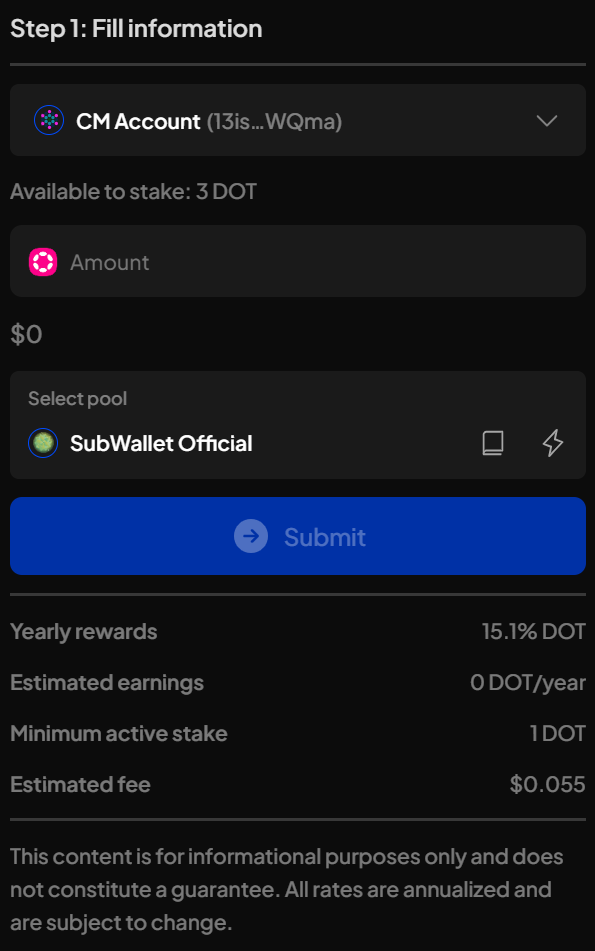 Step 1: Fill information
CM Account (13is...WQma)
Available to stake: 3 DOT
Amount
$0
Select pool
SubWallet Official
Submit
Yearly rewards 15.1% DOT
Estimated earnings 0 DOT/year
Minimum active stake 1 DOT
Estimated fee $0.055
This content is for informational purposes only and does
not constitute a guarantee. All rates are annualized and
are subject to change.